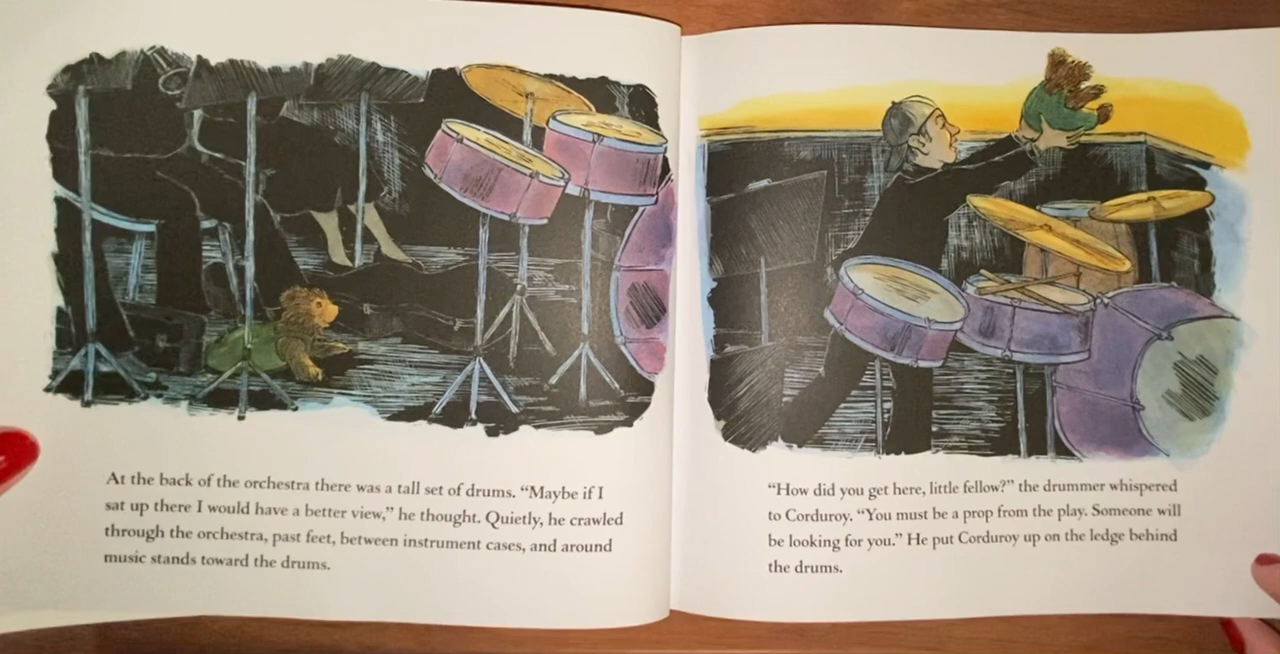 At the back of the orchestra there was a tall set of drums. “Maybe if I
sat up there I would have a better view,” he thought. Quietly, he crawled
through the orchestra, past feet, between instrument cases, and around
music stands toward the drums.
“How did you get here, little fellow?” the drummer whispered
to Corduroy. “You must be a prop from the play. Someone will
be looking for you.” He put Corduroy up on the ledge behind
the drums.